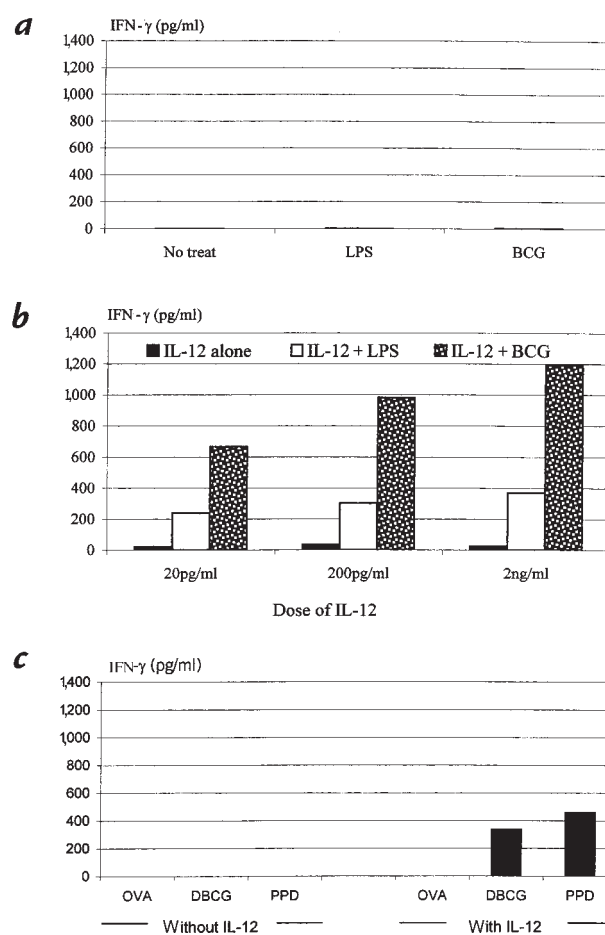 a
IFN-γ (pg/ml)
1,400
1,200
1,000
800
600
400
200
0
No treat LPS BCG
b
IFN-γ (pg/ml)
1,400
1,200
1,000
800
600
400
200
0
IL-12 alone IL-12 + LPS IL-12 + BCG
20pg/ml 200pg/ml 2ng/ml
Dose of IL-12
c
IFN-γ (pg/ml)
1,400
1,200
1,000
800
600
400
200
0
OVA DBCG PPD OVA DBCG PPD
Without IL-12 With IL-12